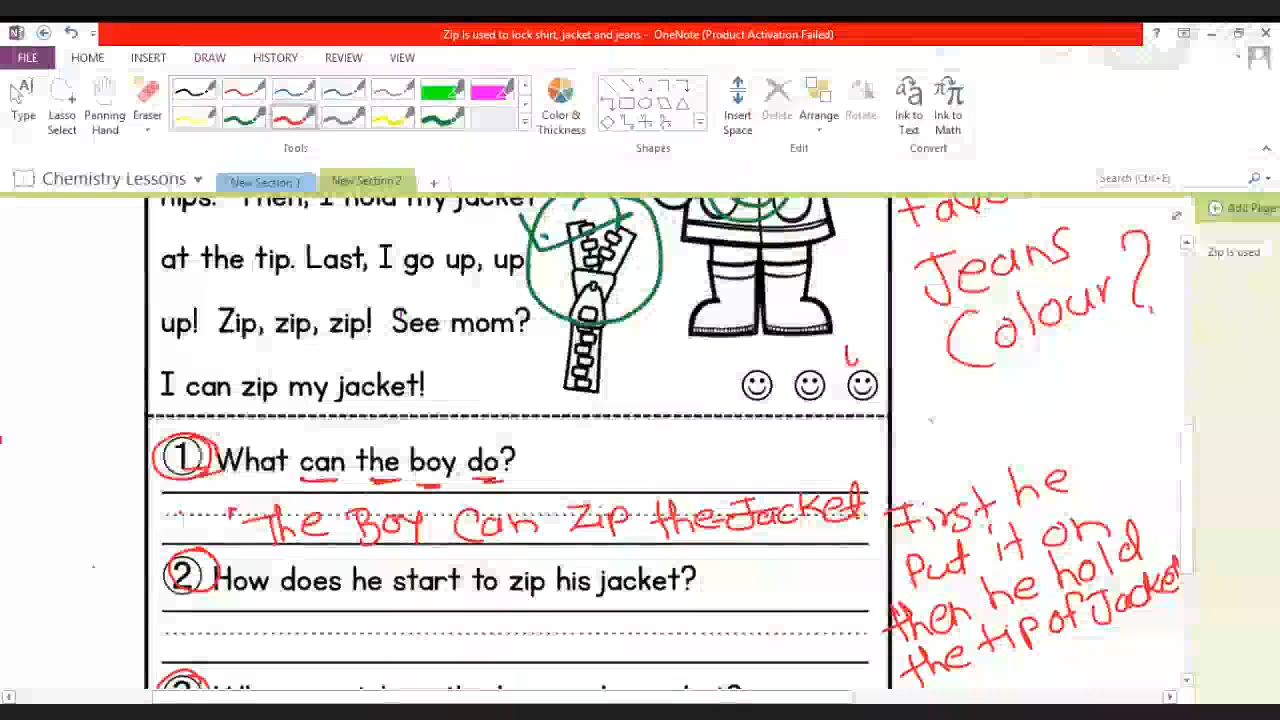 Zip is used to lock shirt, jacket and jeans - OneNote (Product Activation Failed)
FILE HOME INSERT DRAW HISTORY REVIEW VIEW
Type Lasso Select Panning Hand Eraser Color & Thickness Insert Space Delete Arrange Rotate Ink to Text Ink to Math
Tools Shapes Edit Convert
Chemistry Lessons New Section 1 New Section 2 + Search (Ctrl+E)
Add Page
Zip Is used
hips. Then, I hold my jacket
at the tip. Last, I go up, up
up! Zip, zip, zip! See mom?
I can zip my jacket!
Jeans
Colour?
1 What can the boy do?
The Boy Can Zip the Jacket
2 How does he start to zip his jacket?
First he
Put it on
then he hold
the tip of Jacket